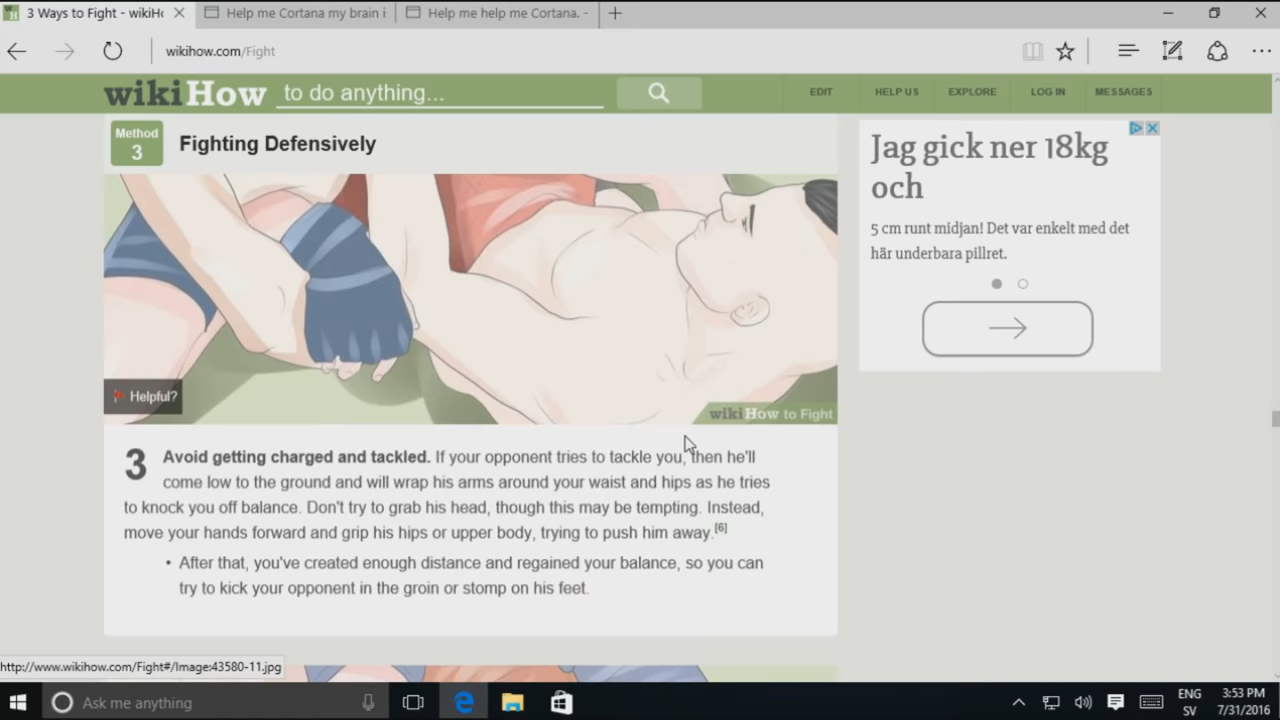 3 Ways to Fight - wikiHo
Help me Cortana my brain i
Help me help me Cortana. -
wikihow.com/Fight
wikiHow to do anything...
EDIT
HELP US
EXPLORE
LOG IN
MESSAGES
Method
3
Fighting Defensively
Helpful?
wikiHow to Fight
3 Avoid getting charged and tackled. If your opponent tries to tackle you, then he'll
come low to the ground and will wrap his arms around your waist and hips as he tries
to knock you off balance. Don't try to grab his head, though this may be tempting. Instead,
move your hands forward and grip his hips or upper body, trying to push him away.[6]
• After that, you've created enough distance and regained your balance, so you can
try to kick your opponent in the groin or stomp on his feet.
Jag gick ner 18kg
och
5 cm runt midjan! Det var enkelt med det
här underbara pillret.
http://www.wikihow.com/Fight#/Image:43580-11.jpg
Ask me anything
ENG
SV
3:53 PM
7/31/2016